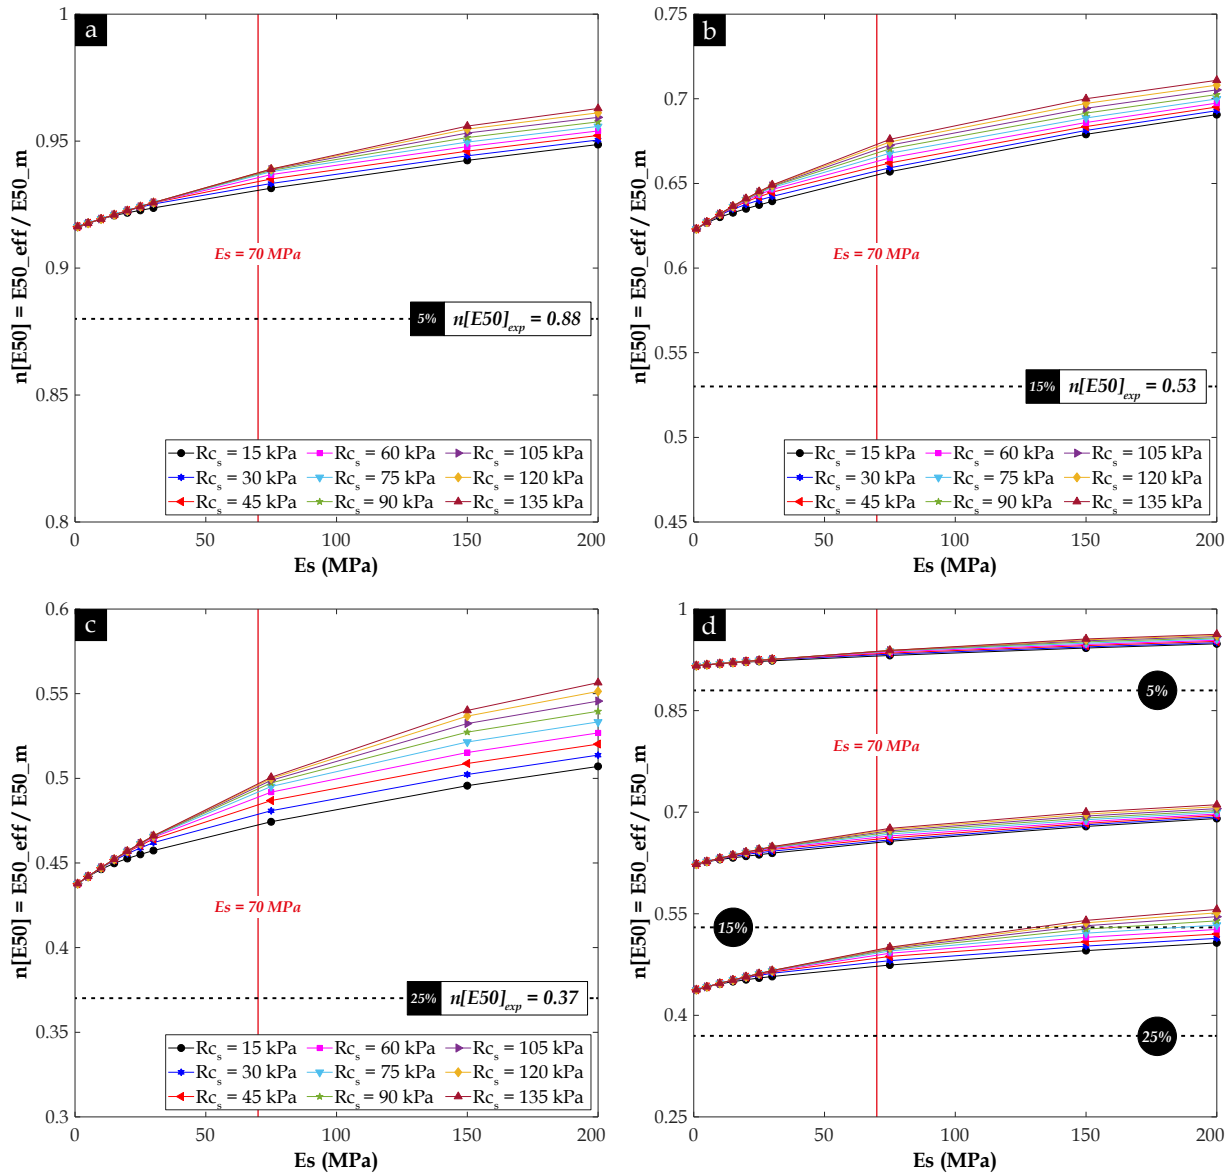 a
n[E50] = E50_eff / E50_m
1
0.95
0.9
0.85
0.8
Es = 70 MPa
5% n[E50]exp = 0.88
Rcs = 15 kPa Rcs = 60 kPa Rcs = 105 kPa
Rcs = 30 kPa Rcs = 75 kPa Rcs = 120 kPa
Rcs = 45 kPa Rcs = 90 kPa Rcs = 135 kPa
0 50 100 150 200
Es (MPa)
b
n[E50] = E50_eff / E50_m
0.75
0.7
0.65
0.6
0.55
0.5
0.45
Es = 70 MPa
15% n[E50]exp = 0.53
Rcs = 15 kPa Rcs = 60 kPa Rcs = 105 kPa
Rcs = 30 kPa Rcs = 75 kPa Rcs = 120 kPa
Rcs = 45 kPa Rcs = 90 kPa Rcs = 135 kPa
0 50 100 150 200
Es (MPa)
c
n[E50] = E50_eff / E50_m
0.6
0.55
0.5
0.45
0.4
0.35
0.3
Es = 70 MPa
25% n[E50]exp = 0.37
Rcs = 15 kPa Rcs = 60 kPa Rcs = 105 kPa
Rcs = 30 kPa Rcs = 75 kPa Rcs = 120 kPa
Rcs = 45 kPa Rcs = 90 kPa Rcs = 135 kPa
0 50 100 150 200
Es (MPa)
d
n[E50] = E50_eff / E50_m
1
0.85
0.7
0.55
0.4
0.25
5%
Es = 70 MPa
15%
25%
0 50 100 150 200
Es (MPa)